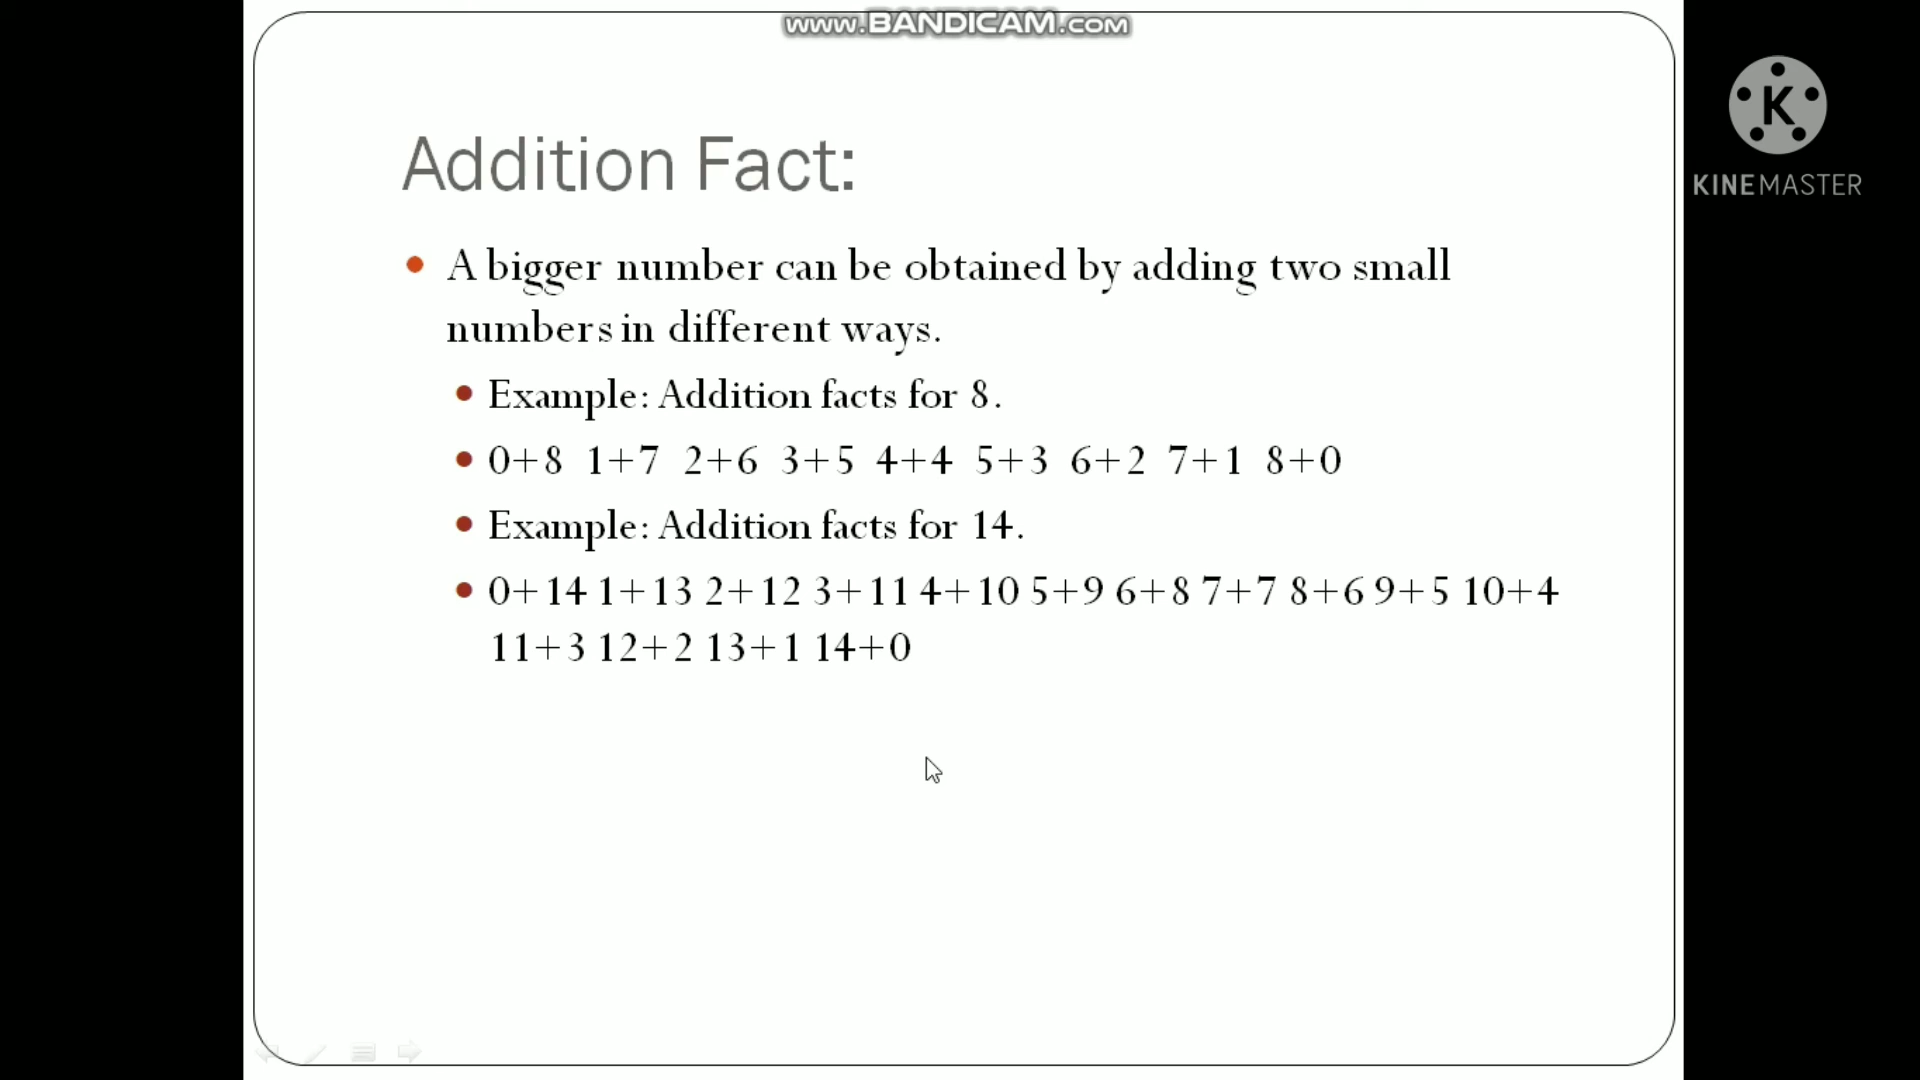 www.BANDICAM.com
K
KINEMASTER
Addition Fact:
A bigger number can be obtained by adding two small
numbers in different ways.
Example: Addition facts for 8.
0+8 1+7 2+6 3+5 4+4 5+3 6+2 7+1 8+0
Example: Addition facts for 14.
0+14 1+13 2+12 3+11 4+10 5+9 6+8 7+7 8+6 9+5 10+4
11+3 12+2 13+1 14+0